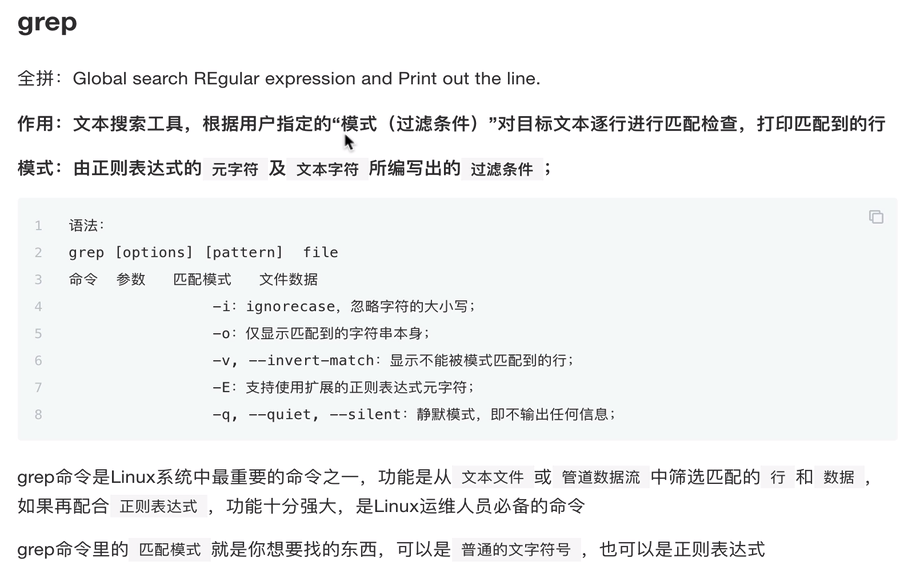 grep
全拼：Global search REgular expression and Print out the line.
作用：文本搜索工具，根据用户指定的“模式（过滤条件）”对目标文本逐行进行匹配检查，打印匹配到的行
模式：由正则表达式的 元字符 及 文本字符 所编写出的 过滤条件 ；
1 语法：
2 grep [options] [pattern]  file
3 命令  参数   匹配模式   文件数据
4 -i：ignorecase，忽略字符的大小写；
5 -o：仅显示匹配到的字符串本身；
6 -v, --invert-match：显示不能被模式匹配到的行；
7 -E：支持使用扩展的正则表达式元字符；
8 -q, --quiet, --silent：静默模式，即不输出任何信息；
grep命令是Linux系统中最重要的命令之一，功能是从 文本文件 或 管道数据流 中筛选匹配的 行 和 数据 ，
如果再配合 正则表达式 ，功能十分强大，是Linux运维人员必备的命令
grep命令里的 匹配模式 就是你想要找的东西，可以是 普通的文字符号 ，也可以是正则表达式